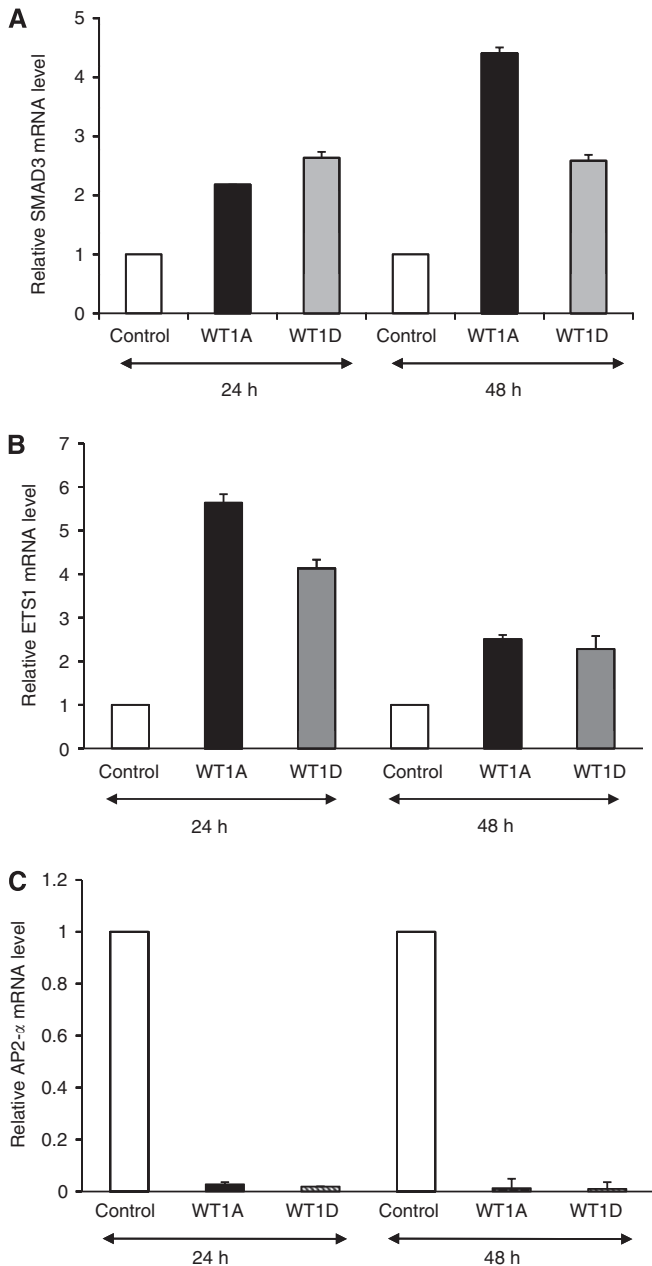 A
Relative SMAD3 mRNA level
5
4
3
2
1
0
Control WT1A WT1D Control WT1A WT1D
24 h 48 h
B
Relative ETS1 mRNA level
7
6
5
4
3
2
1
0
Control WT1A WT1D Control WT1A WT1D
24 h 48 h
C
Relative AP2-α mRNA level
1.2
1
0.8
0.6
0.4
0.2
0
Control WT1A WT1D Control WT1A WT1D
24 h 48 h